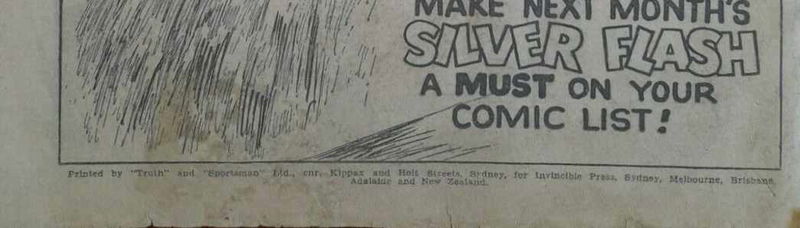 MAKE NEXT MONTH'S
SILVER FLASH
A MUST ON YOUR
COMIC LIST!
Printed by "Truth" and "Sportsman" Ltd., cnr. Kippax and Holt Streets, Sydney, for Invincible Press, Sydney, Melbourne, Brisbane,
Adelaide and New Zealand.